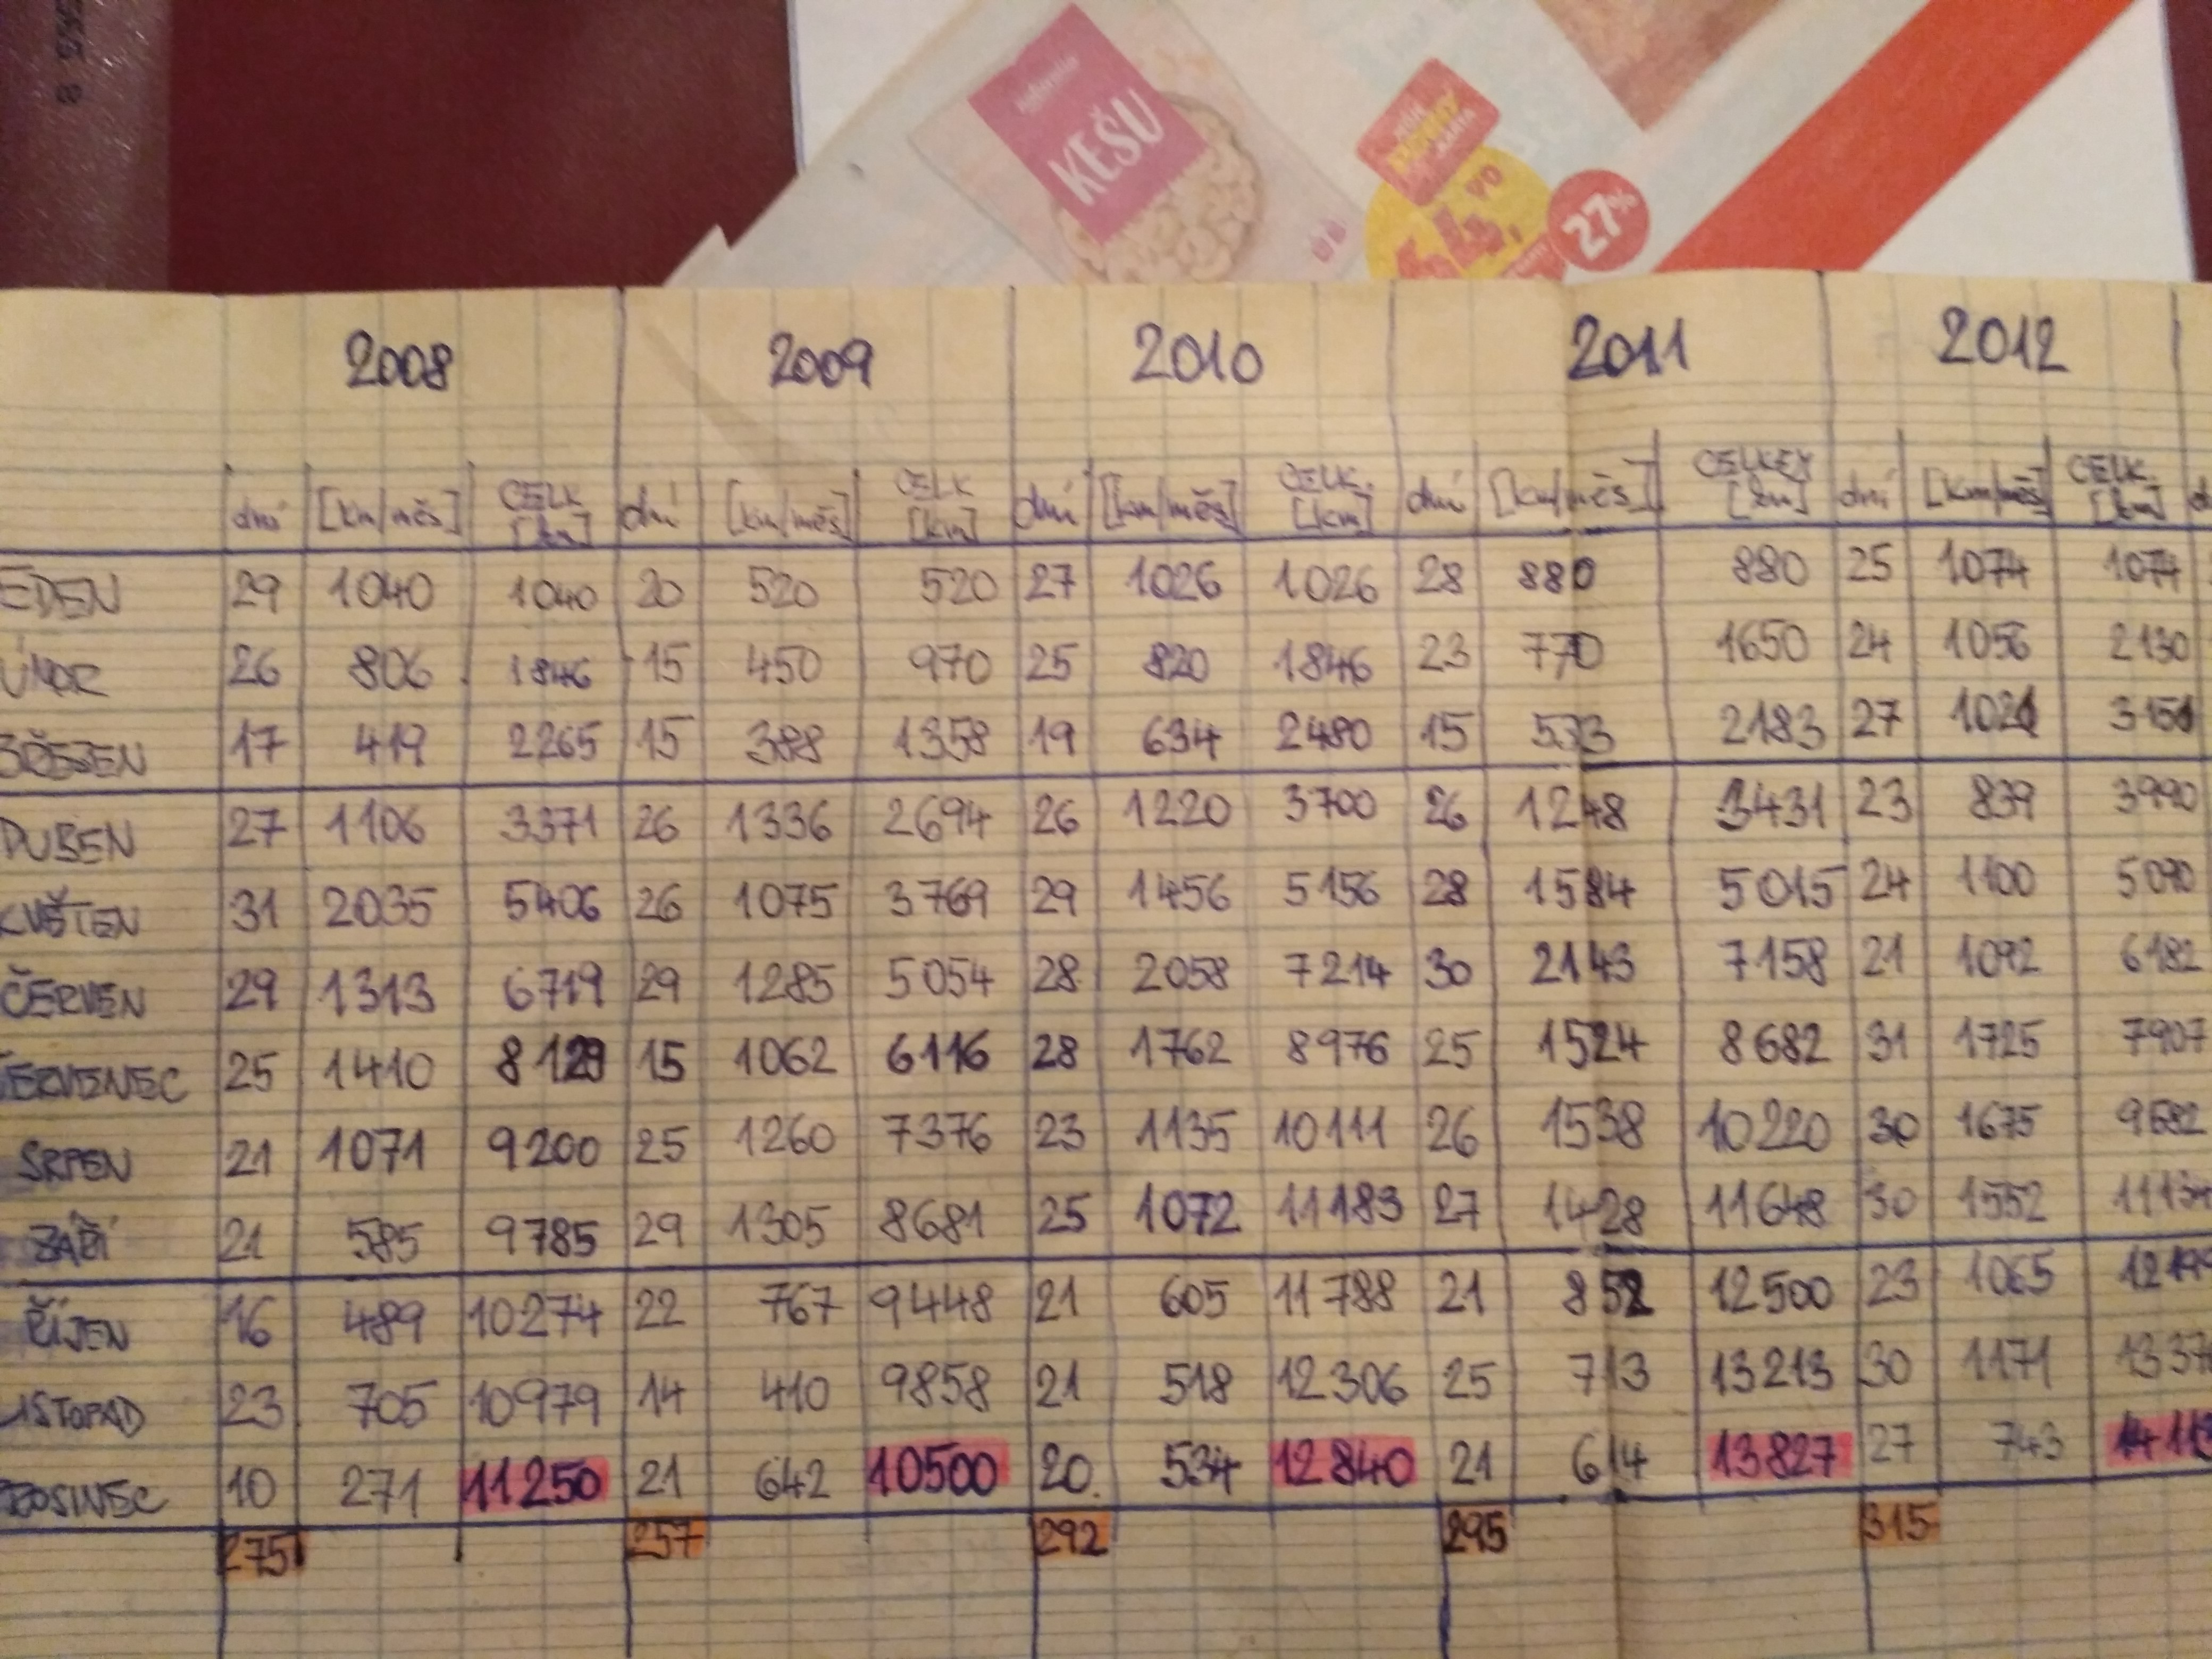 KEŠU
27%
2008 2009 2010 2011 2012
dní [km/měs] CELK [km] dní [km/měs] CELK [km] dní [km/měs] CELK. [km] dní [km/měs] CELKEM [km] dní [km/měs] CELK. [km]
EDEN 29 1040 1040 20 520 520 27 1026 1026 28 880 880 25 1074 1074
ÚNOR 26 806 1846 15 450 970 25 820 1846 23 770 1650 24 1056 2130
BŘEZEN 17 419 2265 15 388 1358 19 634 2480 15 533 2183 27 1021 3151
DUBEN 27 1106 3371 26 1336 2694 26 1220 3700 26 1248 3431 23 839 3990
KVĚTEN 31 2035 5406 26 1075 3769 29 1456 5156 28 1584 5015 24 1100 5090
ČERVEN 29 1313 6719 29 1285 5054 28 2058 7214 30 2143 7158 21 1092 6182
ERVENEC 25 1410 8129 15 1062 6116 28 1762 8976 25 1524 8682 31 1725 7907
SRPEN 21 1071 9200 25 1260 7376 23 1135 10111 26 1538 10220 30 1675 9582
ZÁŘÍ 21 585 9785 29 1305 8681 25 1072 11183 27 1428 11648 30 1552 1113
ŘÍJEN 16 489 10274 22 767 9448 21 605 11788 21 852 12500 23 1065 1219
LISTOPAD 23 705 10979 14 410 9858 21 518 12306 25 713 13213 30 1171 1337
ROSINEC 10 271 11250 21 642 10500 20. 534 12840 21 614 13827 27 743 1411
275 257 292 295 315